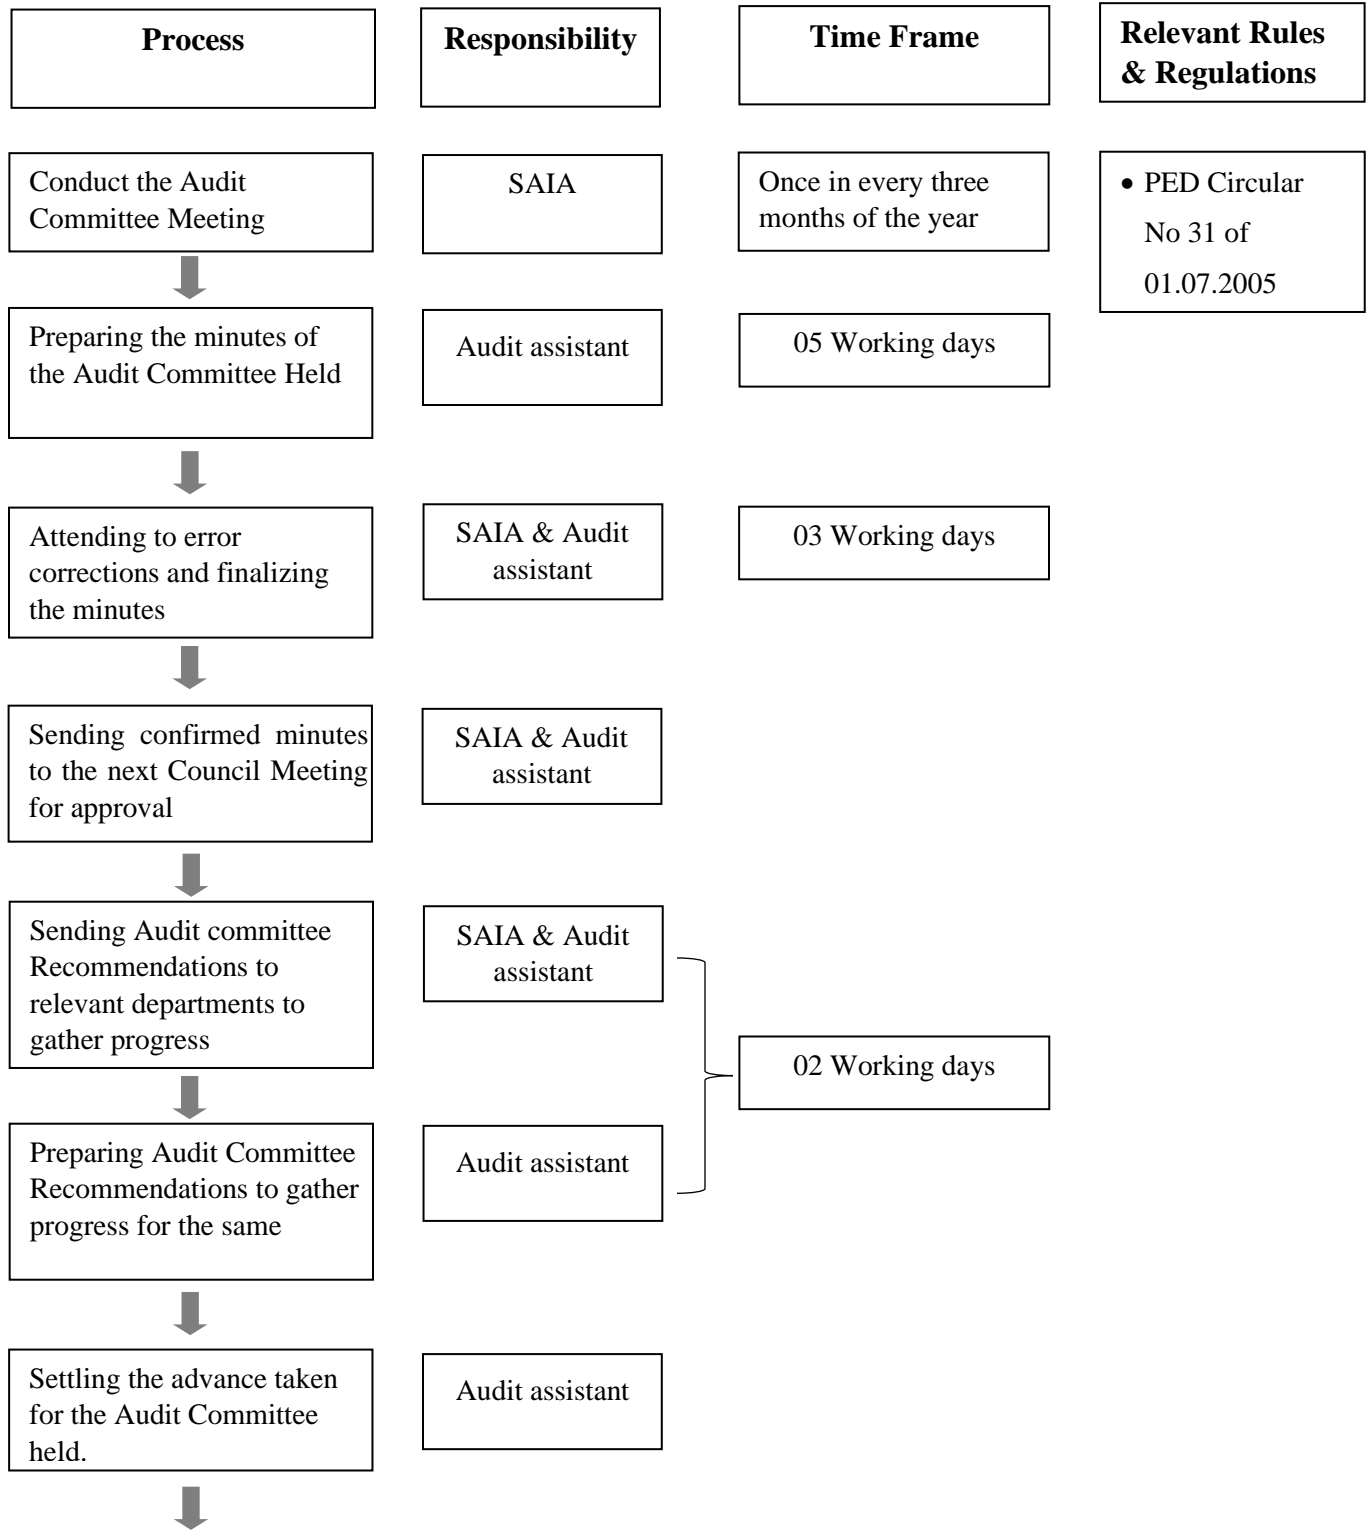 Process
Responsibility
Time Frame
Relevant Rules
& Regulations
Conduct the Audit
Committee Meeting
SAIA
Once in every three
months of the year
• PED Circular
No 31 of
01.07.2005
Preparing the minutes of
the Audit Committee Held
Audit assistant
05 Working days
Attending to error
corrections and finalizing
the minutes
SAIA & Audit
assistant
03 Working days
Sending confirmed minutes
to the next Council Meeting
for approval
SAIA & Audit
assistant
Sending Audit committee
Recommendations to
relevant departments to
gather progress
SAIA & Audit
assistant
02 Working days
Preparing Audit Committee
Recommendations to gather
progress for the same
Audit assistant
Settling the advance taken
for the Audit Committee
held.
Audit assistant